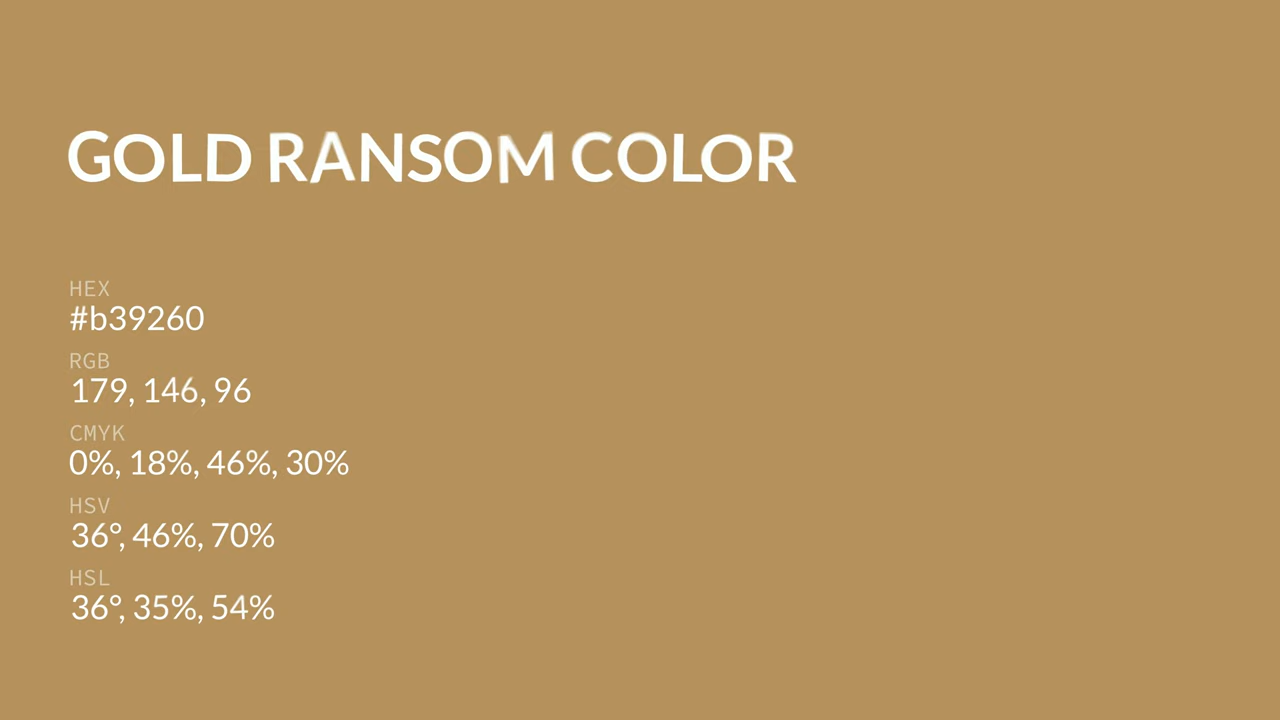 GOLD RANSOM COLOR
HEX
#b39260
RGB
179, 146, 96
CMYK
0%, 18%, 46%, 30%
HSV
36°, 46%, 70%
HSL
36°, 35%, 54%